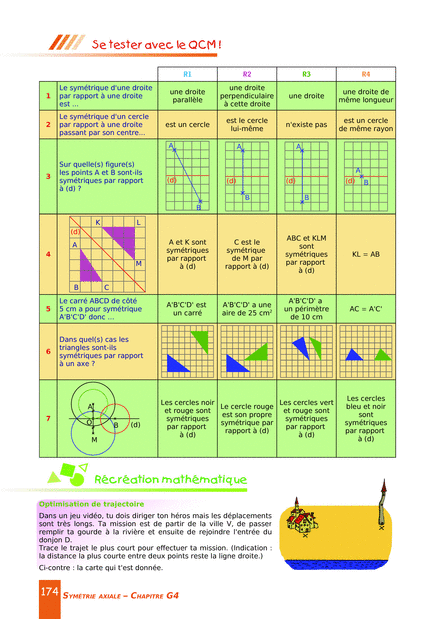 Se tester avec le QCM !
R1
R2
R3
R4
1
Le symétrique d'une droite
par rapport à une droite
est ...
une droite
parallèle
une droite
perpendiculaire
à cette droite
une droite
une droite de
même longueur
2
Le symétrique d'un cercle
par rapport à une droite
passant par son centre...
est un cercle
est le cercle
lui-même
n'existe pas
est un cercle
de même rayon
3
Sur quelle(s) figure(s)
les points A et B sont-ils
symétriques par rapport
à (d) ?
A
(d)
B
A
(d)
B
A
(d)
B
A
(d)
B
4
K
L
(d)
A
M
B
C
A et K sont
symétriques
par rapport
à (d)
C est le
symétrique
de M par
rapport à (d)
ABC et KLM
sont
symétriques
par rapport
à (d)
KL = AB
5
Le carré ABCD de côté
5 cm a pour symétrique
A'B'C'D' donc ...
A'B'C'D' est
un carré
A'B'C'D' a une
aire de 25 cm²
A'B'C'D' a
un périmètre
de 10 cm
AC = A'C'
6
Dans quel(s) cas les
triangles sont-ils
symétriques par rapport
à un axe ?
7
A
O
B
(d)
M
Les cercles noir
et rouge sont
symétriques
par rapport
à (d)
Le cercle rouge
est son propre
symétrique par
rapport à (d)
Les cercles vert
et rouge sont
symétriques
par rapport
à (d)
Les cercles
bleu et noir
sont
symétriques
par rapport
à (d)
Récréation mathématique
Optimisation de trajectoire
Dans un jeu vidéo, tu dois diriger ton héros mais les déplacements
sont très longs. Ta mission est de partir de la ville V, de passer
remplir ta gourde à la rivière et ensuite de rejoindre l'entrée du
donjon D.
Trace le trajet le plus court pour effectuer ta mission. (Indication :
la distance la plus courte entre deux points reste la ligne droite.)
Ci-contre : la carte qui t'est donnée.
174 SYMÉTRIE AXIALE – CHAPITRE G4